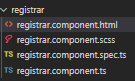 registrar
registrar.component.html
registrar.component.scss
registrar.component.spec.ts
registrar.component.ts